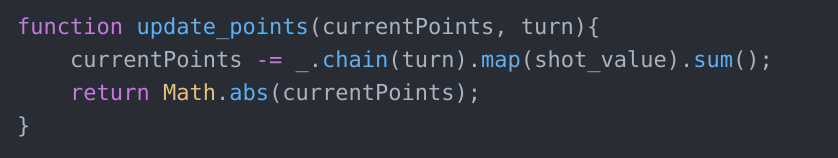 function update_points(currentPoints, turn){
    currentPoints -= _.chain(turn).map(shot_value).sum();
    return Math.abs(currentPoints);
}